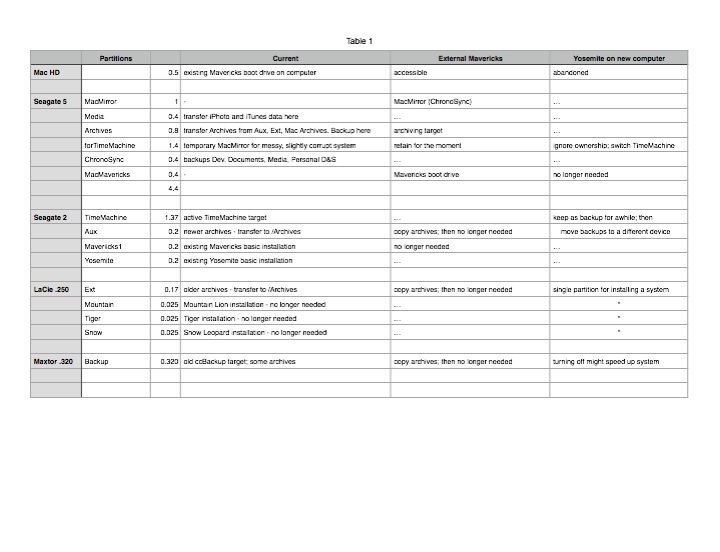 Table 1
Partitions Current External Mavericks Yosemite on new computer
Mac HD 0.5 existing Mavericks boot drive on computer accessible abandoned
Seagate 5 MacMirror 1 - MacMirror (ChronoSync) ...
Media 0.4 transfer iPhoto and iTunes data here ... ...
Archives 0.8 transfer Archives from Aux, Ext, Mac Archives. Backup here archiving target ...
forTimeMachine 1.4 temporary MacMirror for messy, slightly corrupt system retain for the moment ignore ownership; switch TimeMachine
ChronoSync 0.4 backups Dev, Documents, Media, Personal D&S ... ...
MacMavericks 0.4 - Mavericks boot drive no longer needed
4.4
Seagate 2 TimeMachine 1.37 active TimeMachine target ... keep as backup for awhile; then
Aux 0.2 newer archives - transfer to /Archives copy archives; then no longer needed move backups to a different device
Maveriicks1 0.2 existing Mavericks basic installation no longer needed ...
Yosemite 0.2 existing Yosemite basic installation ... ...
LaCie .250 Ext 0.17 older archives - transfer to /Archives copy archives; then no longer needed single partition for installing a system
Mountain 0.025 Mountain Lion installation - no longer needed ... "
Tiger 0.025 Tiger installation - no longer needed ... "
Snow 0.025 Snow Leopard installation - no longer needed ... "
Maxtor .320 Backup 0.320 old ccBackup target; some archives copy archives; then no longer needed turning off might speed up system